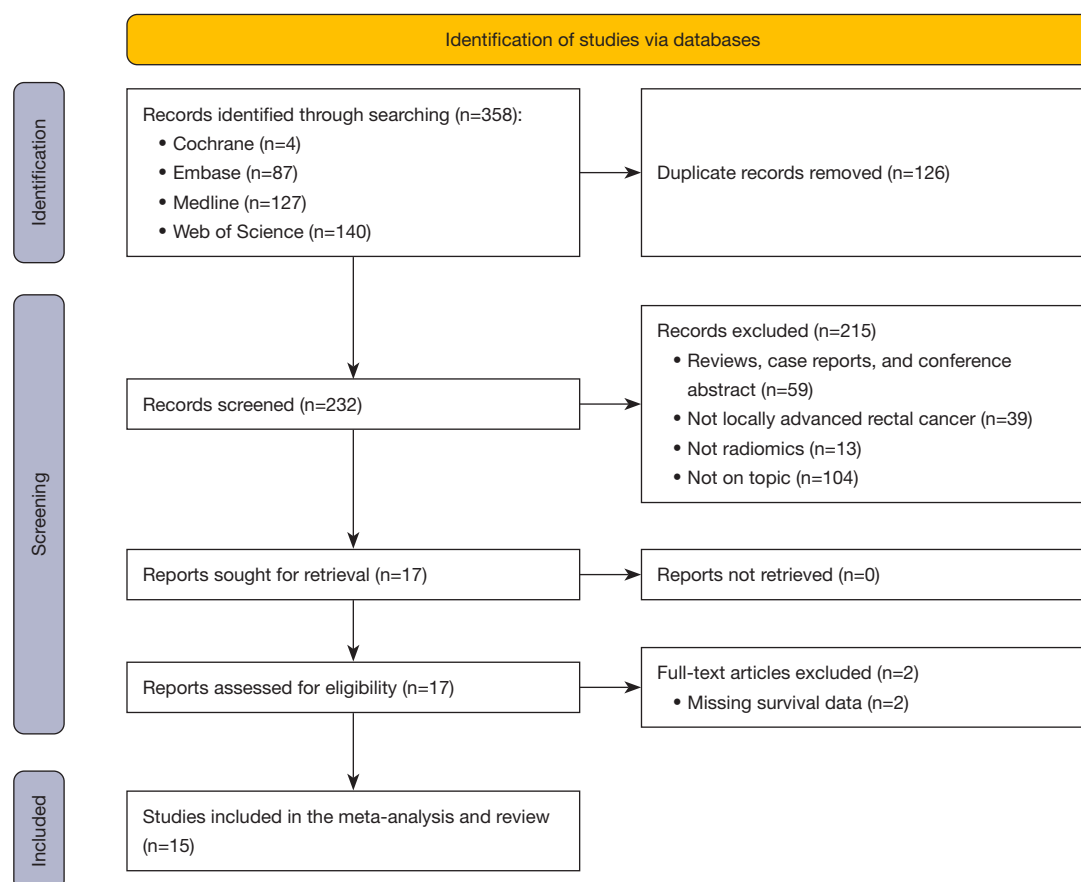 Identification of studies via databases
Identification
Records identified through searching (n=358):
• Cochrane (n=4)
• Embase (n=87)
• Medline (n=127)
• Web of Science (n=140)
Duplicate records removed (n=126)
Screening
Records screened (n=232)
Records excluded (n=215)
• Reviews, case reports, and conference
abstract (n=59)
• Not locally advanced rectal cancer (n=39)
• Not radiomics (n=13)
• Not on topic (n=104)
Reports sought for retrieval (n=17)
Reports not retrieved (n=0)
Reports assessed for eligibility (n=17)
Full-text articles excluded (n=2)
• Missing survival data (n=2)
Included
Studies included in the meta-analysis and review
(n=15)